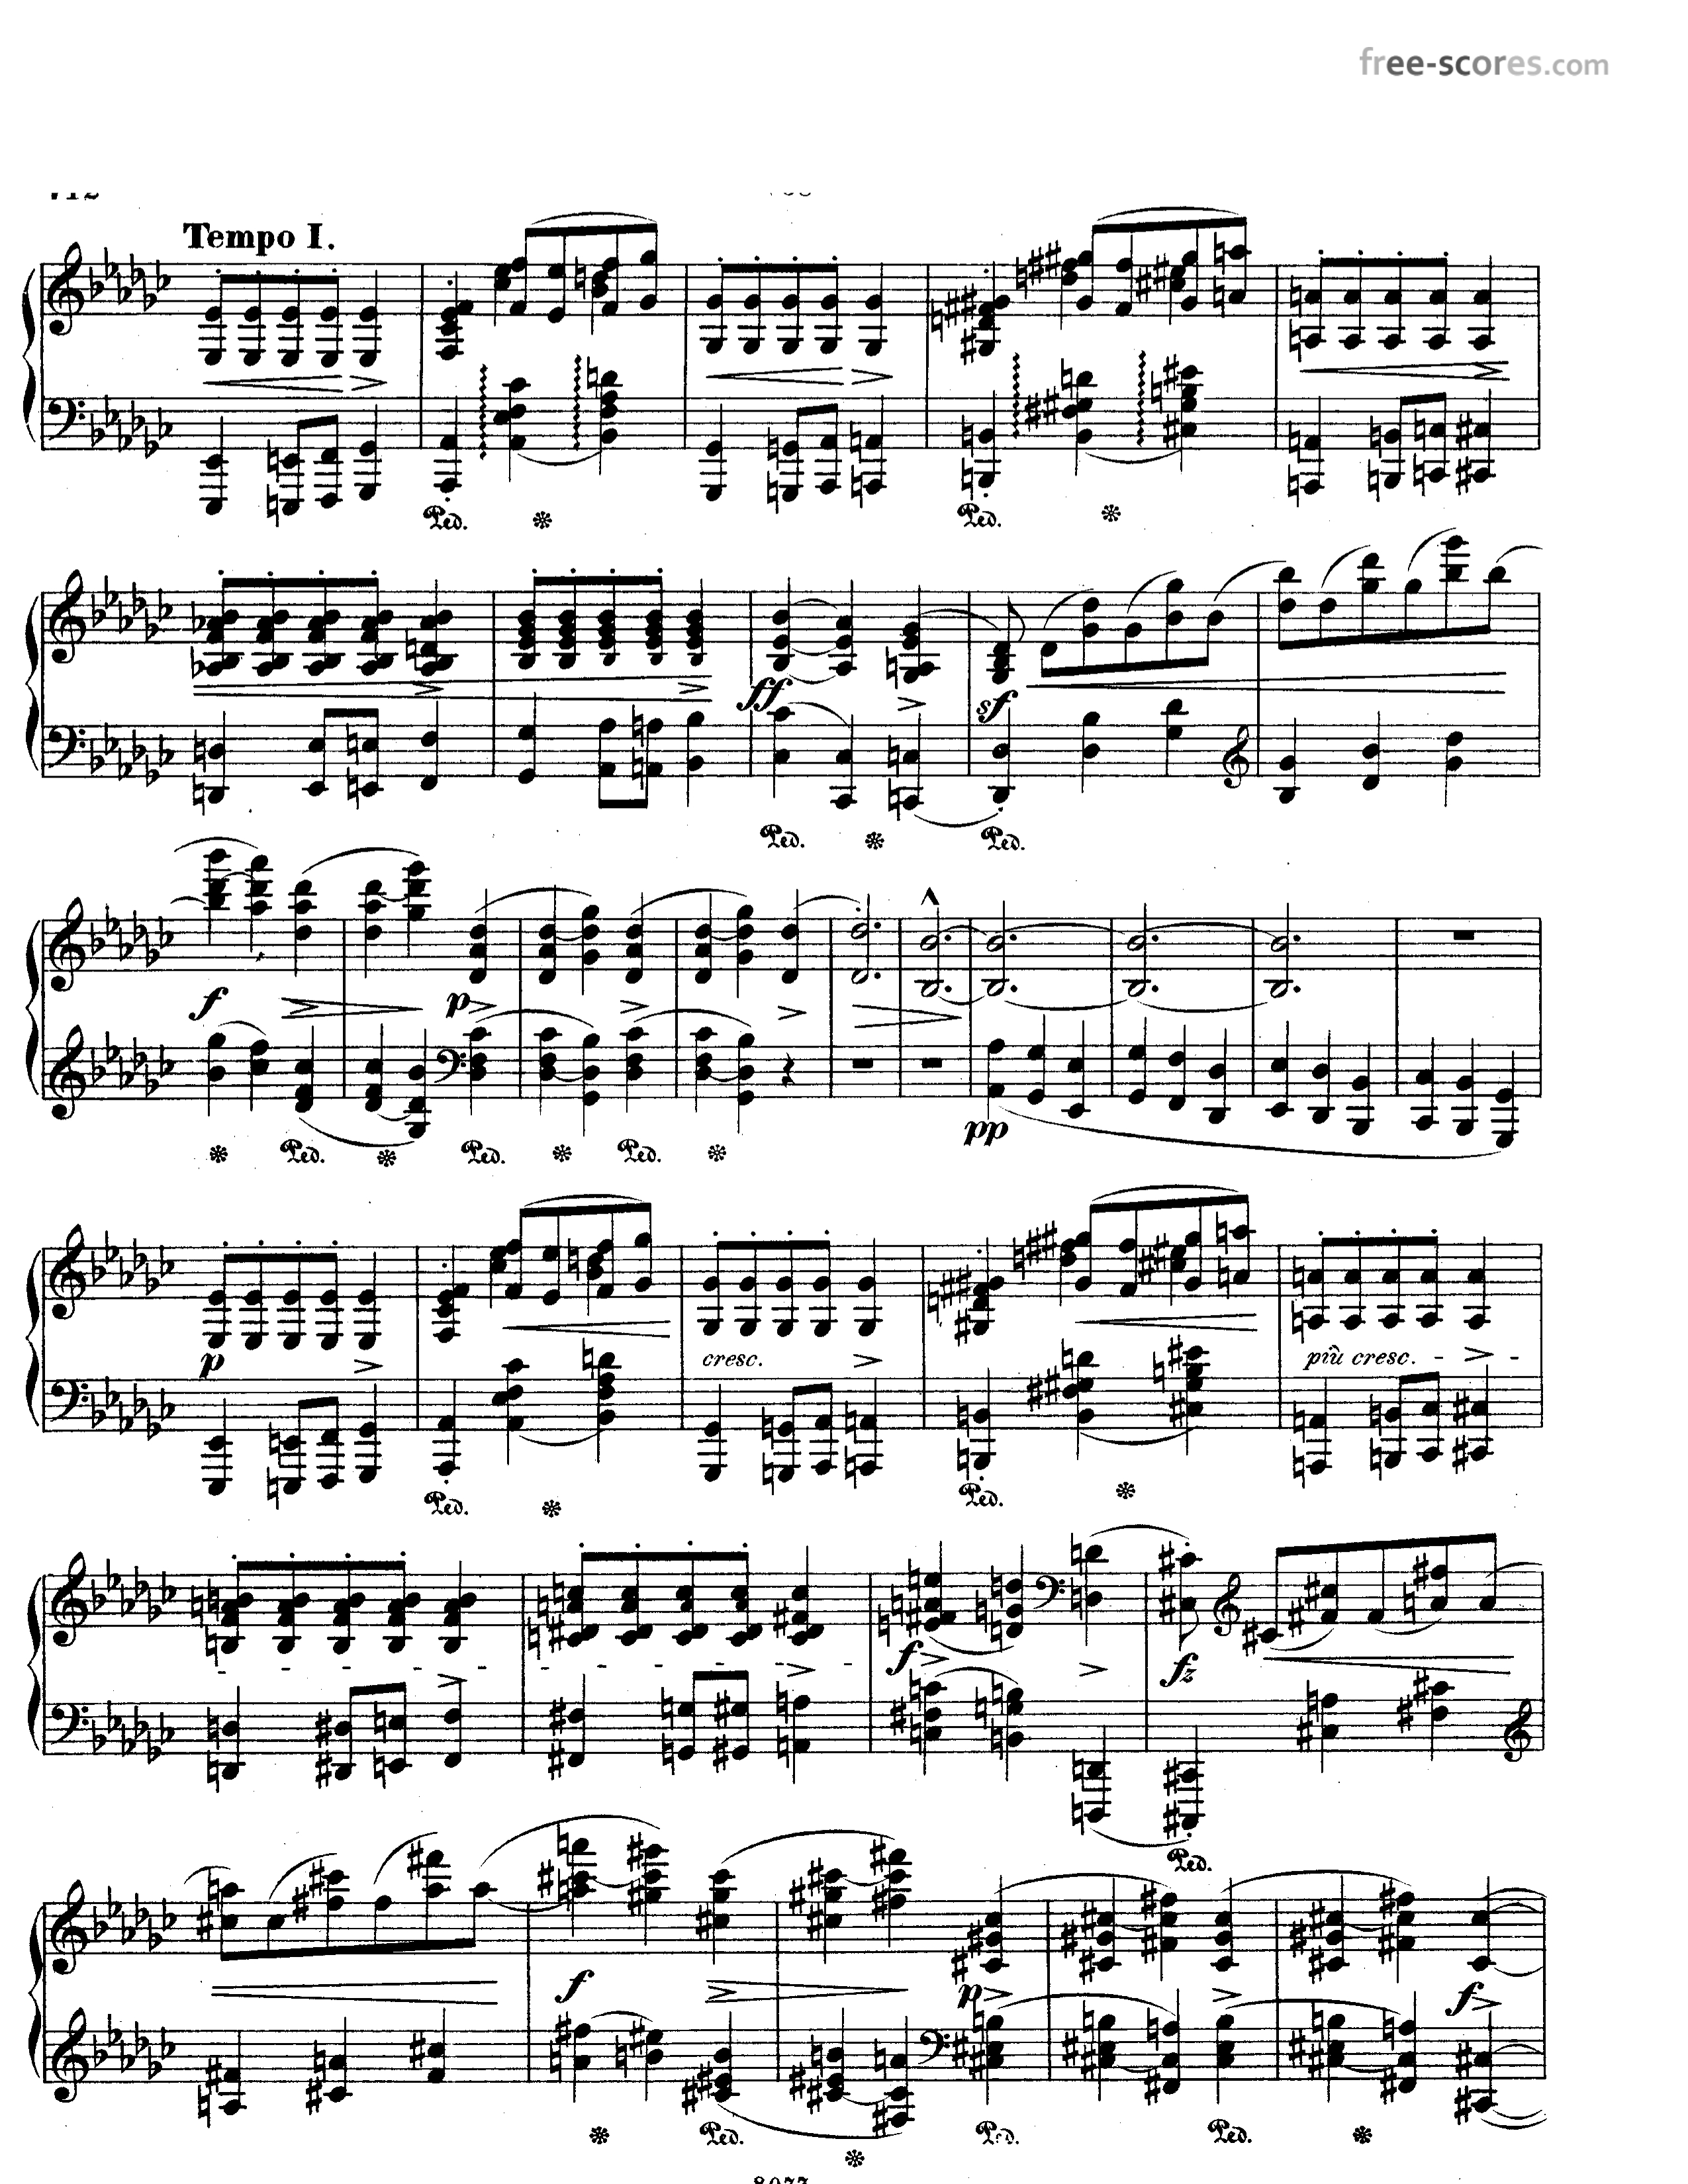 free-scores.com
Tempo I.
Ped. Ped.
ff sf
Ped. Ped.
f p
pp
Ped. Ped. Ped.
p cresc. più cresc.
Ped. Ped.
f fz
Ped.
f p f
Ped. Ped. Ped.